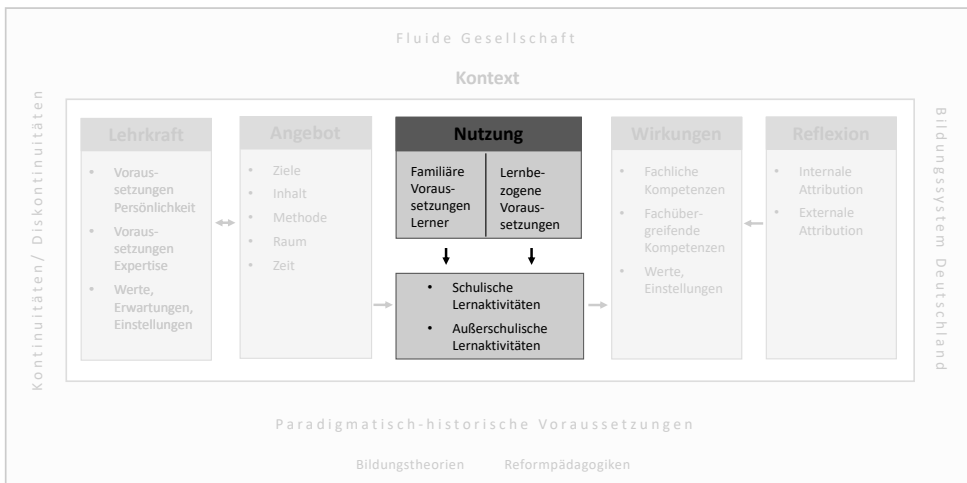 Fluide Gesellschaft
Kontext
Kontinuitäten/ Diskontinuitäten
Lehrkraft
• Voraus-
setzungen
Persönlichkeit
• Voraus-
setzungen
Expertise
• Werte,
Erwartungen,
Einstellungen
Angebot
• Ziele
• Inhalt
• Methode
• Raum
• Zeit
Nutzung
Familiäre
Voraus-
setzungen
Lerner
Lernbe-
zogene
Voraus-
setzungen
• Schulische
Lernaktivitäten
• Außerschulische
Lernaktivitäten
Wirkungen
• Fachliche
Kompetenzen
• Fachüber-
greifende
Kompetenzen
• Werte,
Einstellungen
Reflexion
• Internale
Attribution
• Externale
Attribution
Bildungssystem Deutschland
Paradigmatisch-historische Voraussetzungen
Bildungstheorien Reformpädagogiken